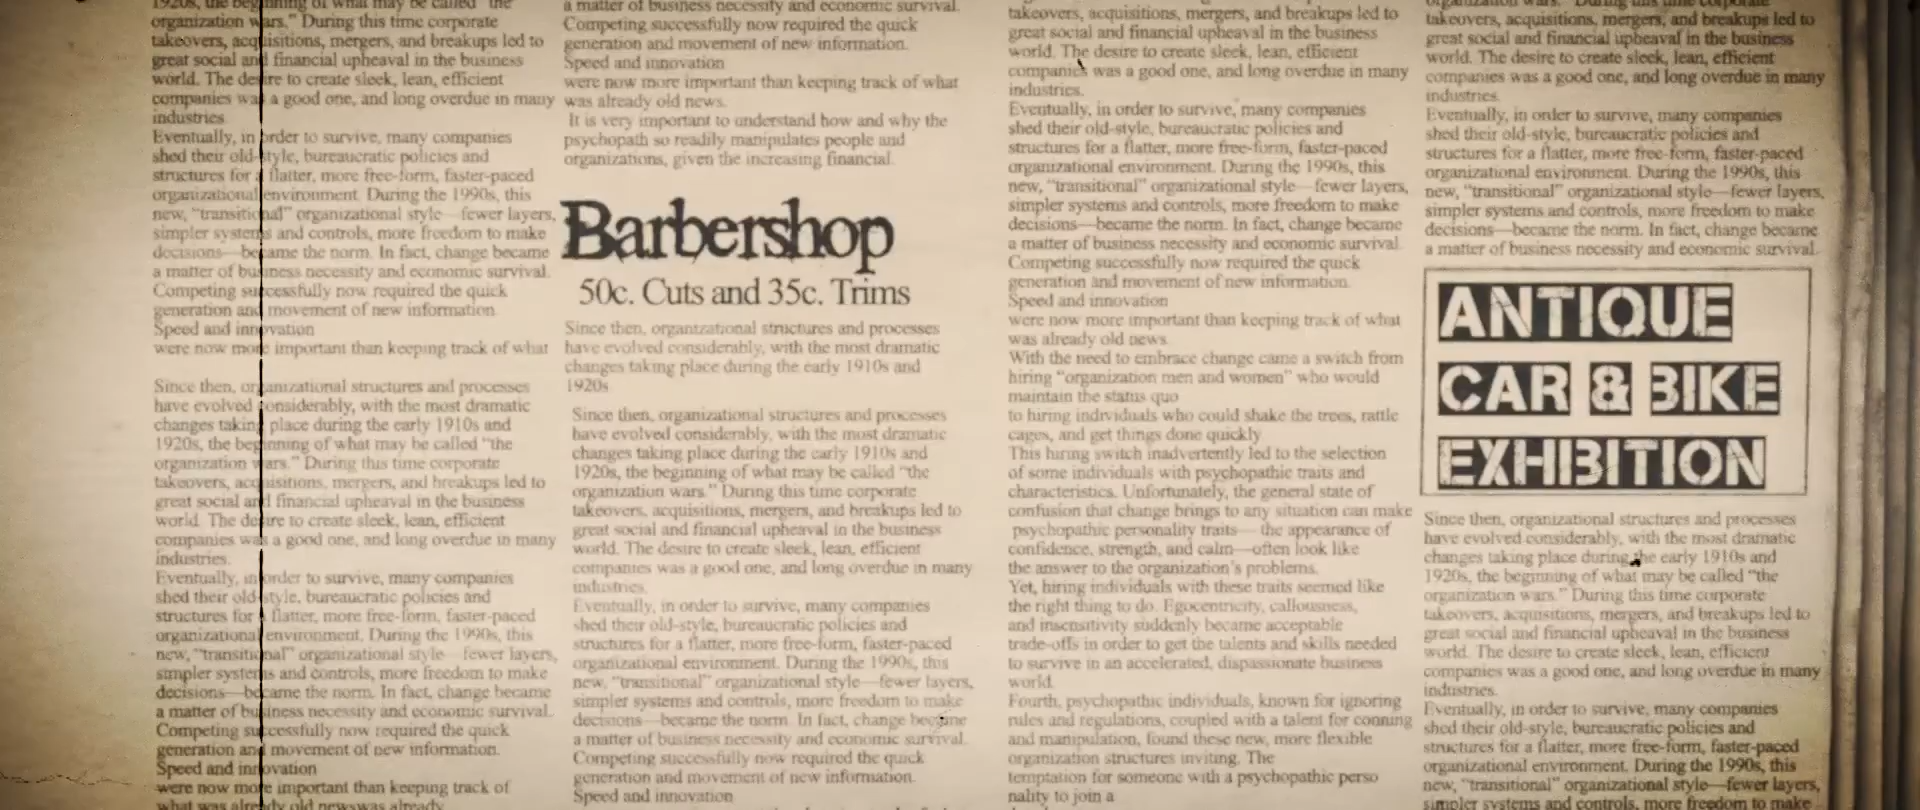 1920s, the beginning of what may be called "the
organization wars." During this time corporate
takeovers, acquisitions, mergers, and breakups led to
great social and financial upheaval in the business
world. The desire to create sleek, lean, efficient
companies was a good one, and long overdue in many
industries.
Eventually, in order to survive, many companies
shed their old-style, bureaucratic policies and
structures for a flatter, more free-form, faster-paced
organizational environment. During the 1990s, this
new, "transitional" organizational style—fewer layers,
simpler systems and controls, more freedom to make
decisions—became the norm. In fact, change became
a matter of business necessity and economic survival.
Competing successfully now required the quick
generation and movement of new information.
Speed and innovation
were now more important than keeping track of what
Since then, organizational structures and processes
have evolved considerably, with the most dramatic
changes taking place during the early 1910s and
1920s, the beginning of what may be called "the
organization wars." During this time corporate
takeovers, acquisitions, mergers, and breakups led to
great social and financial upheaval in the business
world. The desire to create sleek, lean, efficient
companies was a good one, and long overdue in many
industries.
Eventually, in order to survive, many companies
shed their old-style, bureaucratic policies and
structures for a flatter, more free-form, faster-paced
organizational environment. During the 1990s, this
new, "transitional" organizational style—fewer layers,
simpler systems and controls, more freedom to make
decisions—became the norm. In fact, change became
a matter of business necessity and economic survival.
Competing successfully now required the quick
generation and movement of new information.
Speed and innovation
were now more important than keeping track of
what was already old news.was already
a matter of business necessity and economic survival.
Competing successfully now required the quick
generation and movement of new information.
Speed and innovation
were now more important than keeping track of what
was already old news.
It is very important to understand how and why the
psychopath so readily manipulates people and
organizations, given the increasing financial.
Barbershop
50c. Cuts and 35c. Trims
Since then, organizational structures and processes
have evolved considerably, with the most dramatic
changes taking place during the early 1910s and
1920s
Since then, organizational structures and processes
have evolved considerably, with the most dramatic
changes taking place during the early 1910s and
1920s, the beginning of what may be called "the
organization wars." During this time corporate
takeovers, acquisitions, mergers, and breakups led to
great social and financial upheaval in the business
world. The desire to create sleek, lean, efficient
companies was a good one, and long overdue in many
industries.
Eventually, in order to survive, many companies
shed their old-style, bureaucratic policies and
structures for a flatter, more free-form, faster-paced
organizational environment. During the 1990s, this
new, "transitional" organizational style—fewer layers,
simpler systems and controls, more freedom to make
decisions—became the norm. In fact, change became
a matter of business necessity and economic survival.
Competing successfully now required the quick
generation and movement of new information.
Speed and innovation
takeovers, acquisitions, mergers, and breakups led to
great social and financial upheaval in the business
world. The desire to create sleek, lean, efficient
companies was a good one, and long overdue in many
industries.
Eventually, in order to survive, many companies
shed their old-style, bureaucratic policies and
structures for a flatter, more free-form, faster-paced
organizational environment. During the 1990s, this
new, "transitional" organizational style—fewer layers,
simpler systems and controls, more freedom to make
decisions—became the norm. In fact, change became
a matter of business necessity and economic survival.
Competing successfully now required the quick
generation and movement of new information.
Speed and innovation
were now more important than keeping track of what
was already old news.
With the need to embrace change came a switch from
hiring "organization men and women" who would
maintain the status quo
to hiring individuals who could shake the trees, rattle
cages, and get things done quickly
This hiring switch inadvertently led to the selection
of some individuals with psychopathic traits and
characteristics. Unfortunately, the general state of
confusion that change brings to any situation can make
psychopathic personality traits—the appearance of
confidence, strength, and calm—often look like
the answer to the organization's problems.
Yet, hiring individuals with these traits seemed like
the right thing to do. Egocentricity, callousness,
and insensitivity suddenly became acceptable
trade-offs in order to get the talents and skills needed
to survive in an accelerated, dispassionate business
world.
Fourth, psychopathic individuals, known for ignoring
rules and regulations, coupled with a talent for conning
and manipulation, found these new, more flexible
organization structures inviting. The
temptation for someone with a psychopathic perso
nality to join a
organization wars." During this time corporate
takeovers, acquisitions, mergers, and breakups led to
great social and financial upheaval in the business
world. The desire to create sleek, lean, efficient
companies was a good one, and long overdue in many
industries.
Eventually, in order to survive, many companies
shed their old-style, bureaucratic policies and
structures for a flatter, more free-form, faster-paced
organizational environment. During the 1990s, this
new, "transitional" organizational style—fewer layers,
simpler systems and controls, more freedom to make
decisions—became the norm. In fact, change became
a matter of business necessity and economic survival.
ANTIQUE
CAR & BIKE
EXHIBITION
Since then, organizational structures and processes
have evolved considerably, with the most dramatic
changes taking place during the early 1910s and
1920s, the beginning of what may be called "the
organization wars." During this time corporate
takeovers, acquisitions, mergers, and breakups led to
great social and financial upheaval in the business
world. The desire to create sleek, lean, efficient
companies was a good one, and long overdue in many
industries.
Eventually, in order to survive, many companies
shed their old-style, bureaucratic policies and
structures for a flatter, more free-form, faster-paced
organizational environment. During the 1990s, this
new, "transitional" organizational style—fewer layers,
simpler systems and controls, more freedom to make